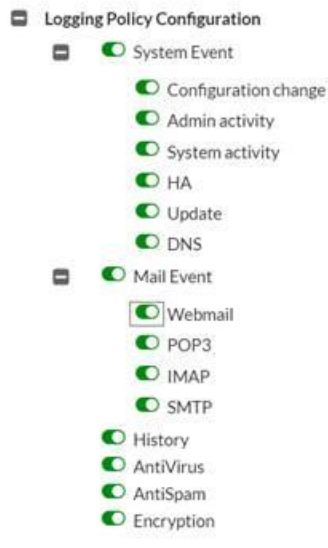 Logging Policy Configuration
System Event
Configuration change
Admin activity
System activity
HA
Update
DNS
Mail Event
Webmail
POP3
IMAP
SMTP
History
AntiVirus
AntiSpam
Encryption